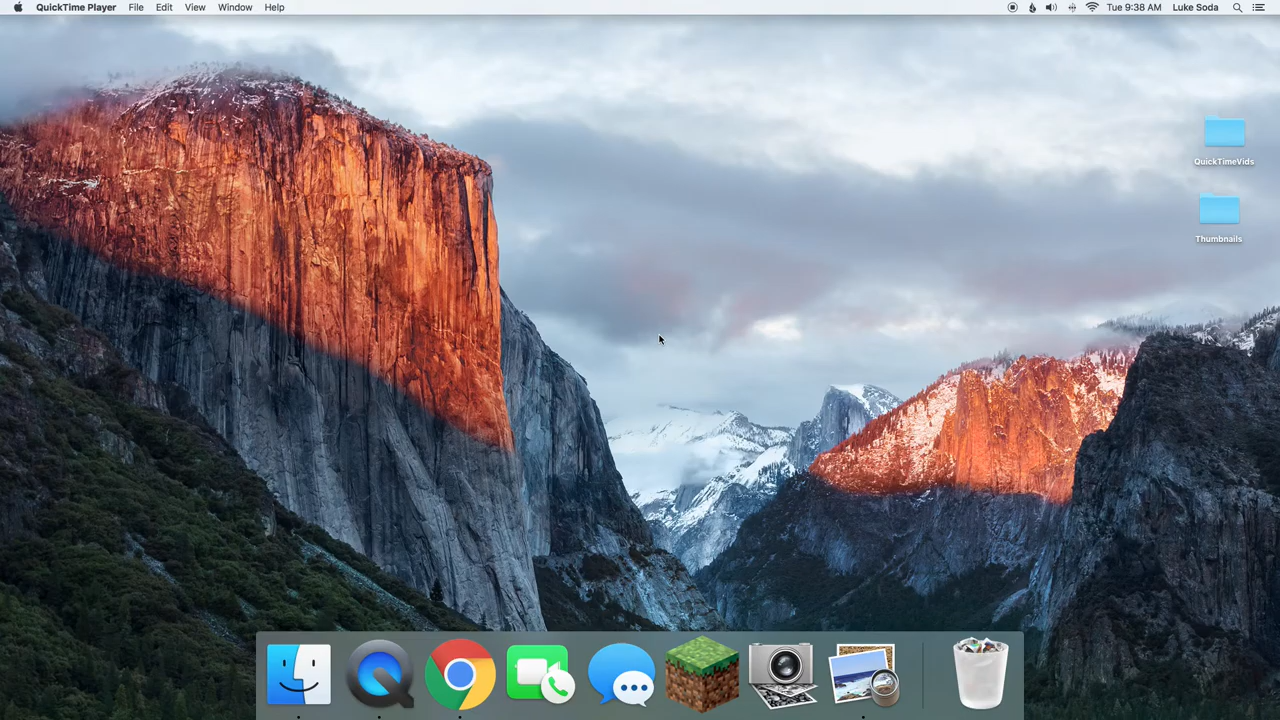 QuickTime Player File Edit View Window Help Tue 9:38 AM Luke Soda
QuickTimeVids
Thumbnails